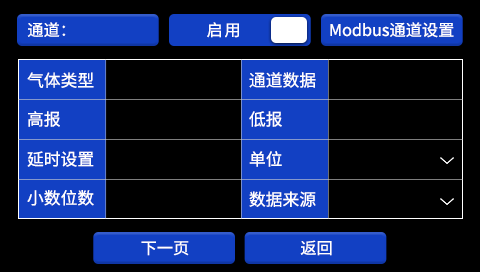 通道：
启用
Modbus通道设置
气体类型
通道数据
高报
低报
延时设置
单位
小数位数
数据来源
下一页
返回